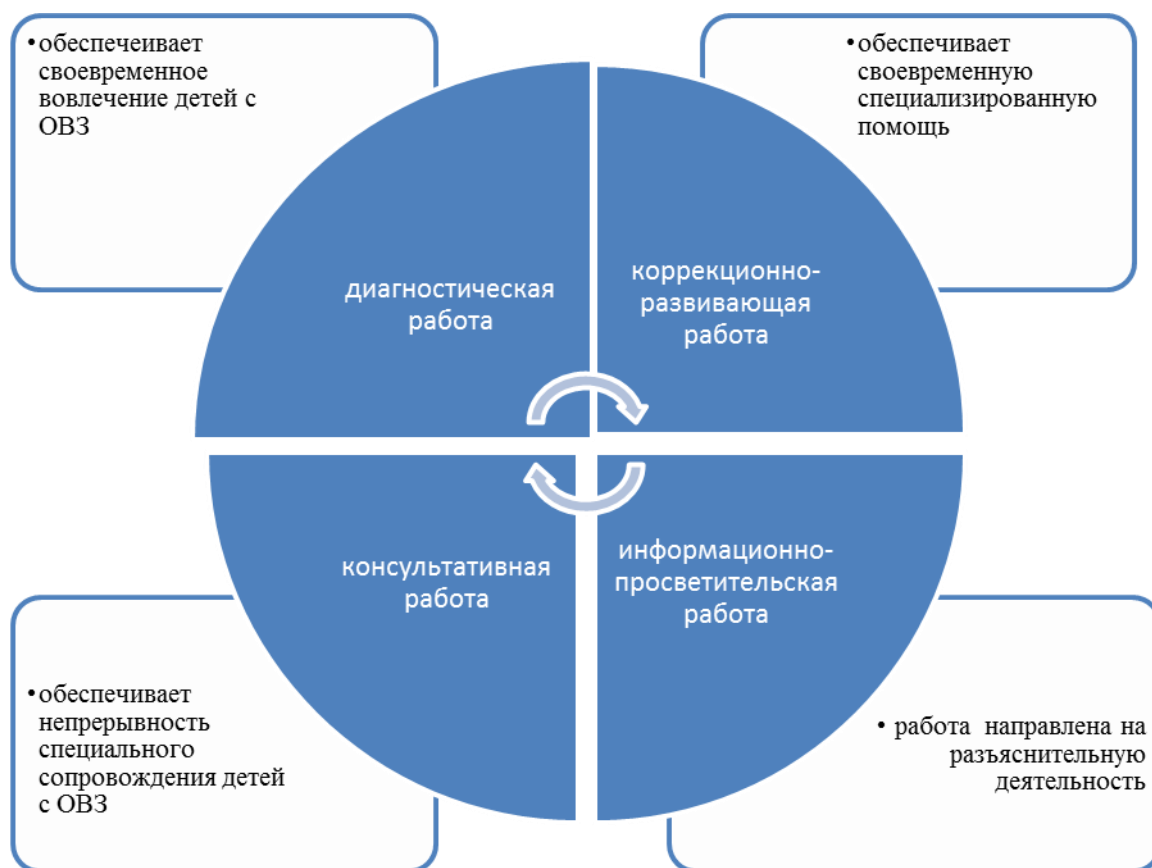 • обеспечеивает
своевременное
вовлечение детей с
ОВЗ
• обеспечивает
своевременную
специализированную
помощь
диагностическая
работа
коррекционно-
развивающая
работа
консультативная
работа
информационно-
просветительская
работа
• обеспечивает
непрерывность
специального
сопровождения детей
с ОВЗ
• работа направлена на
разъяснительную
деятельность